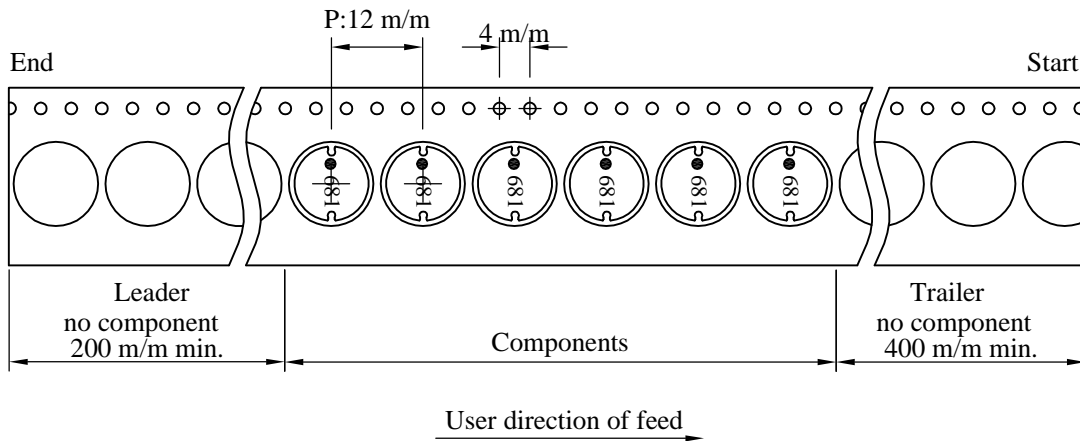 P:12 m/m
4 m/m
End
Start
681
681
681
681
681
681
Leader
no component
200 m/m min.
Components
Trailer
no component
400 m/m min.
User direction of feed